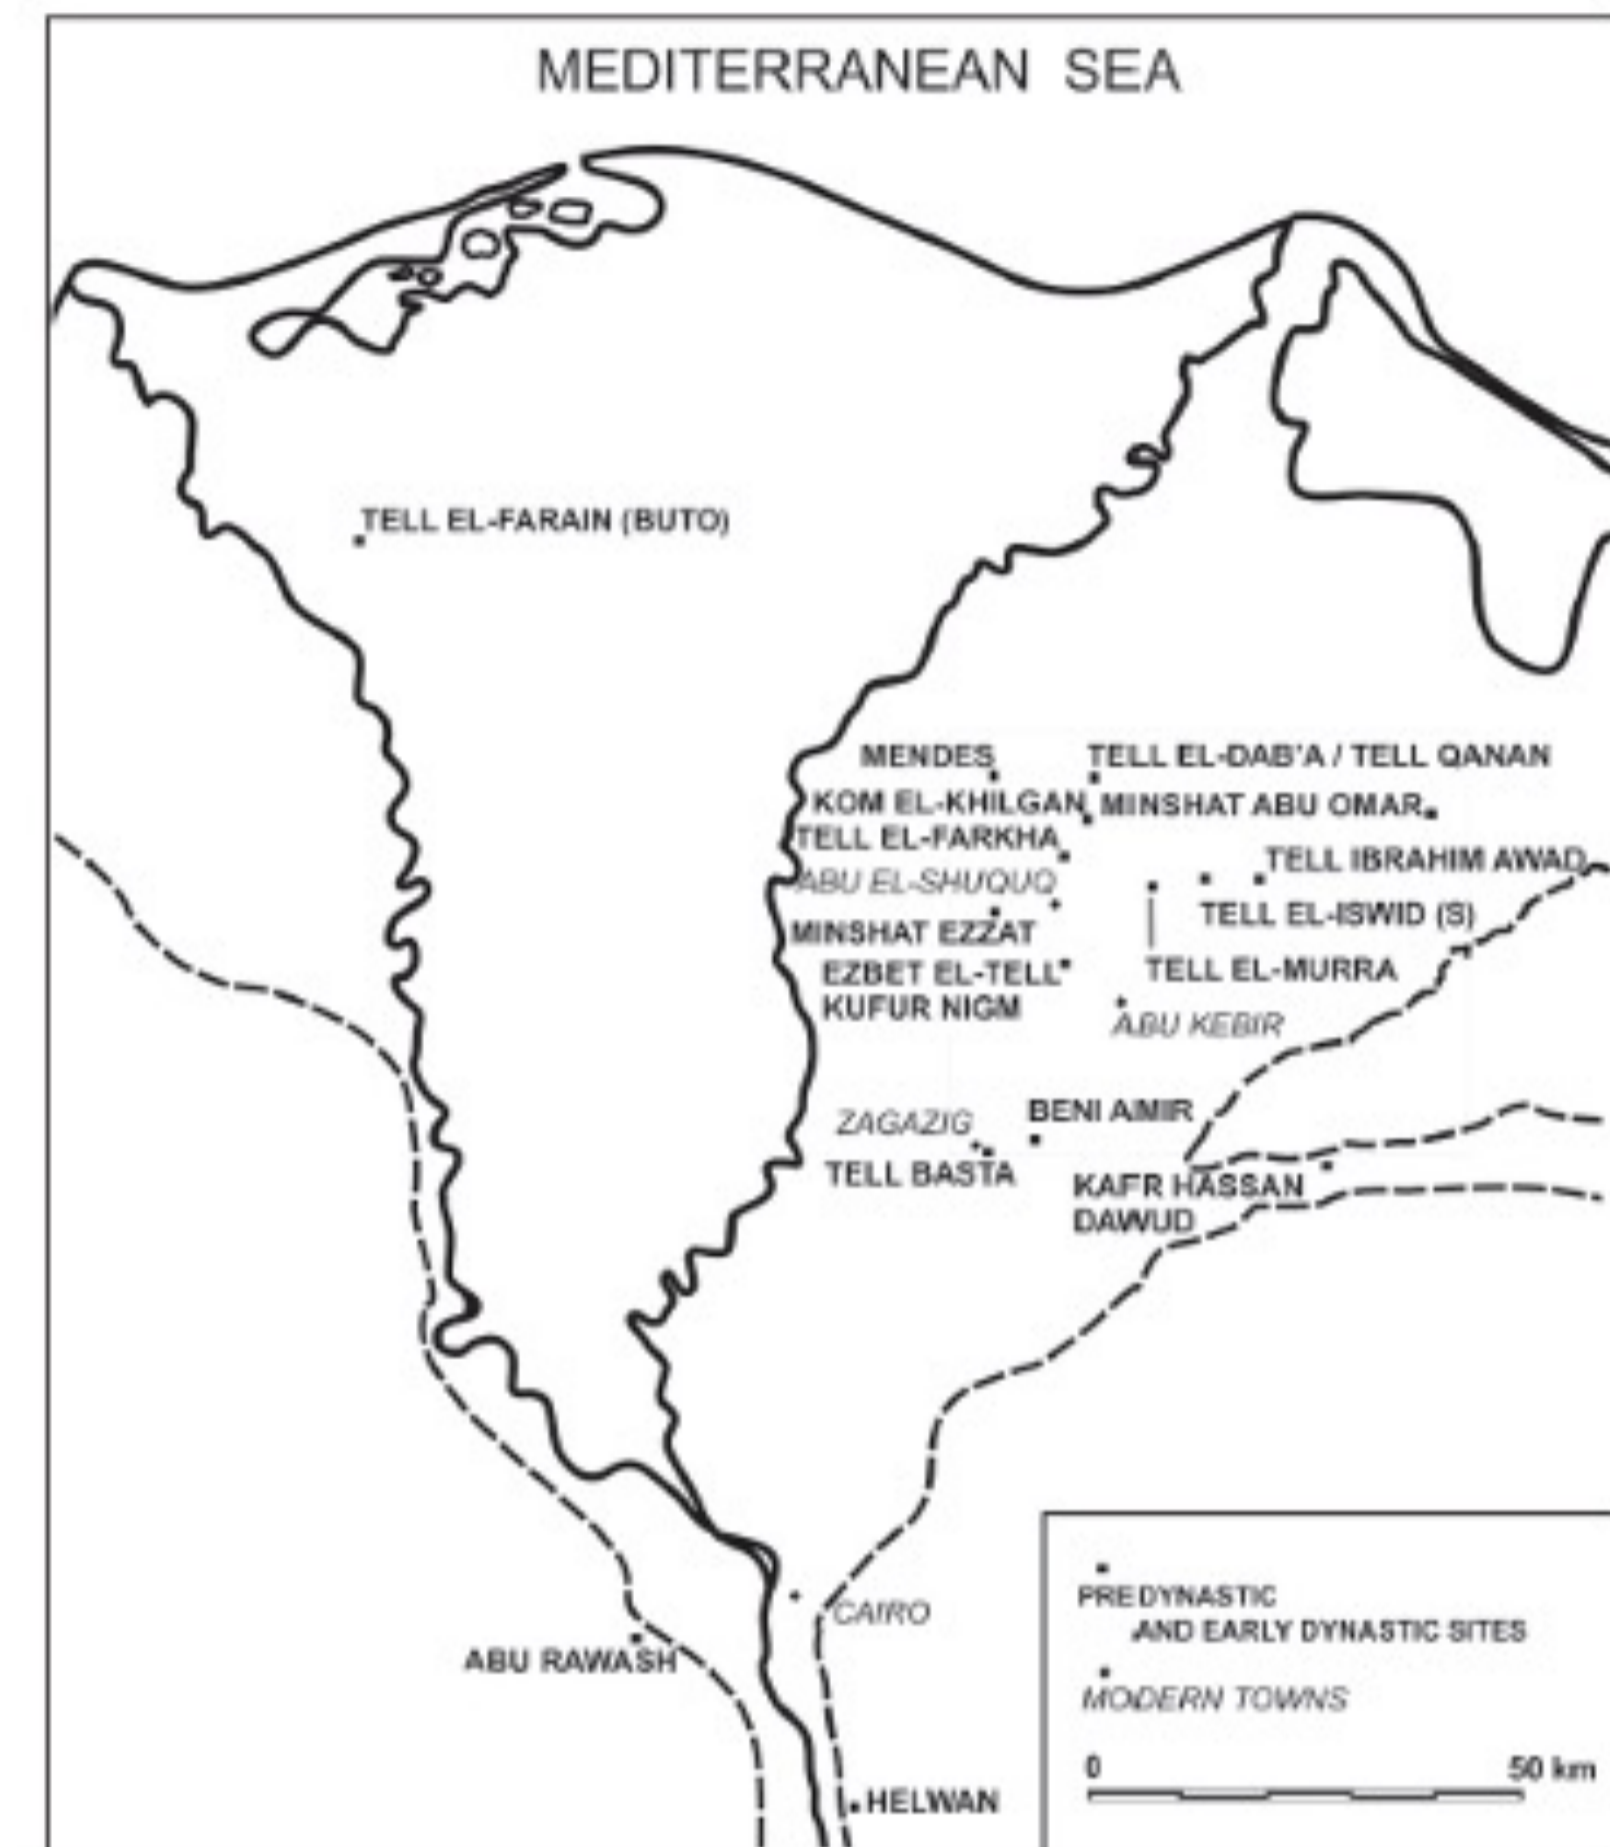 MEDITERRANEAN SEA
TELL EL-FARAIN (BUTO)
MENDES
TELL EL-DAB'A / TELL QANAN
KOM EL-KHILGAN
MINSHAT ABU OMAR
TELL EL-FARKHA
TELL IBRAHIM AWAD
ABU EL-SHUQUQ
TELL EL-ISWID (S)
MINSHAT EZZAT
EZBET EL-TELL
TELL EL-MURRA
KUFUR NIGM
ABU KEBIR
ZAGAZIG
BENI AMIR
TELL BASTA
KAFR HASSAN
DAWUD
CAIRO
ABU RAWASH
HELWAN
PREDYNASTIC
AND EARLY DYNASTIC SITES
MODERN TOWNS
0 50 km